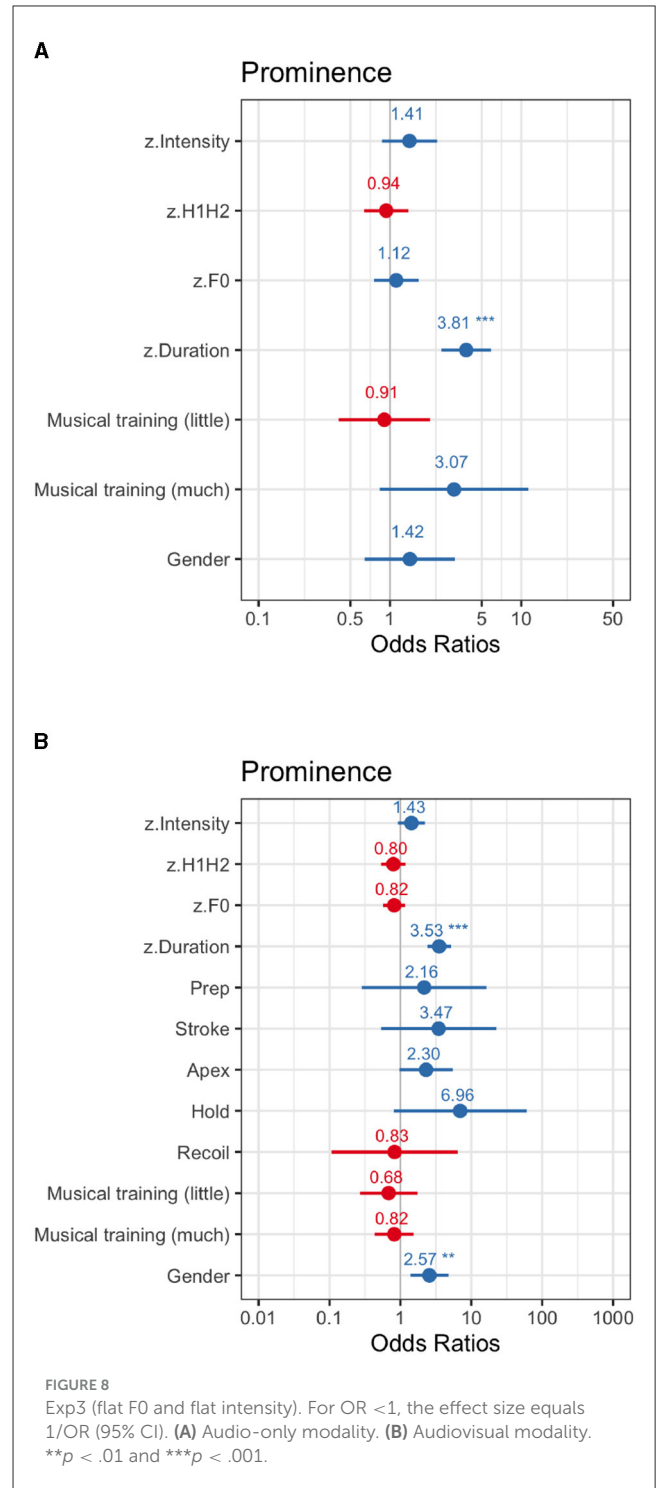 A
Prominence
1.41
z.Intensity
0.94
z.H1H2
1.12
z.F0
3.81 ***
z.Duration
0.91
Musical training (little)
3.07
Musical training (much)
1.42
Gender
0.1 0.5 1 5 10 50
Odds Ratios
B
Prominence
1.43
z.Intensity
0.80
z.H1H2
0.82
z.F0
3.53 ***
z.Duration
2.16
Prep
3.47
Stroke
2.30
Apex
6.96
Hold
0.83
Recoil
0.68
Musical training (little)
0.82
Musical training (much)
2.57 **
Gender
0.01 0.1 1 10 100 1000
Odds Ratios
FIGURE 8
Exp3 (flat F0 and flat intensity). For OR <1, the effect size equals
1/OR (95% CI). (A) Audio-only modality. (B) Audiovisual modality.
**p < .01 and ***p < .001.